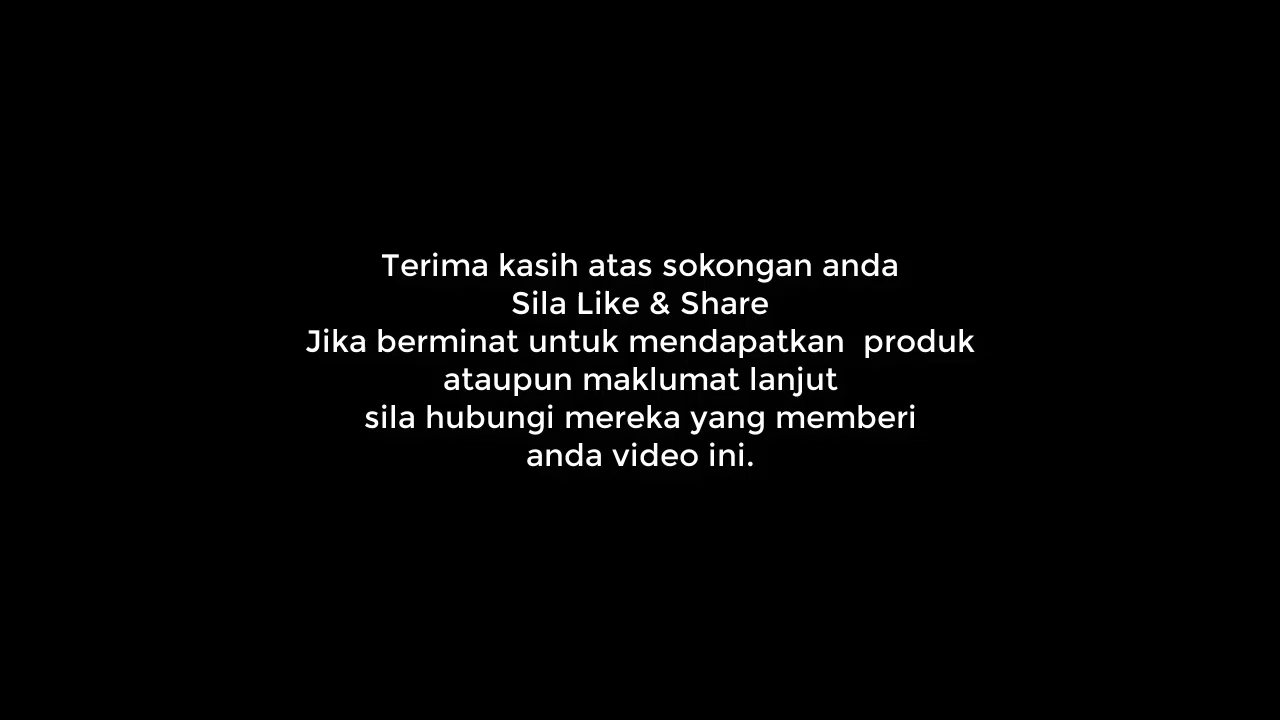 Terima kasih atas sokongan anda
Sila Like & Share
Jika berminat untuk mendapatkan  produk
ataupun maklumat lanjut
sila hubungi mereka yang memberi
anda video ini.